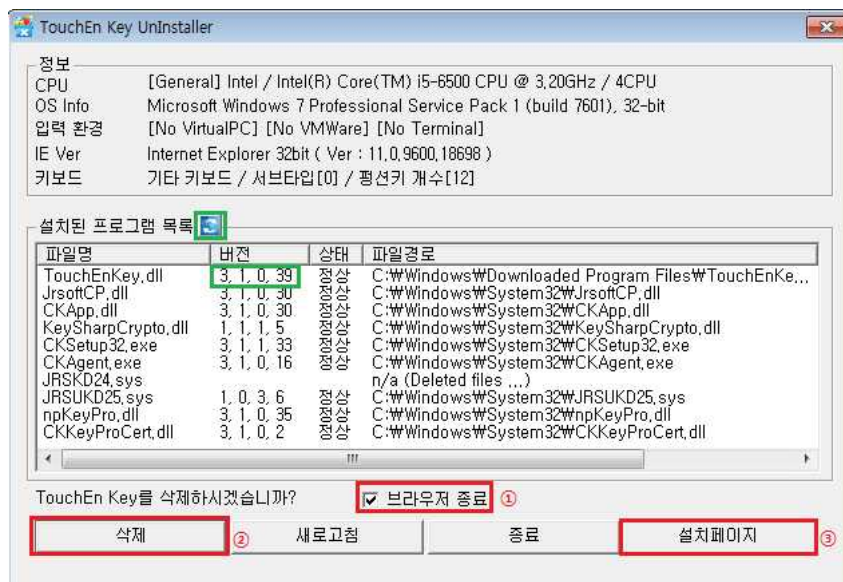 TouchEn Key UnInstaller
정보
CPU [General] Intel / Intel(R) Core(TM) i5-6500 CPU @ 3,20GHz / 4CPU
OS Info Microsoft Windows 7 Professional Service Pack 1 (build 7601), 32-bit
입력 환경 [No VirtualPC] [No VMWare] [No Terminal]
IE Ver Internet Explorer 32bit ( Ver : 11,0,9600,18698 )
키보드 기타 키보드 / 서브타입[0] / 펑션키 개수[12]
설치된 프로그램 목록
파일명 버전 상태 파일경로
TouchEnKey,dll 3, 1, 0, 39 정상 C:₩Windows₩Downloaded Program Files₩TouchEnKe,,,
JrsoftCP,dll 3, 1, 0, 30 정상 C:₩Windows₩System32₩JrsoftCP,dll
CKApp,dll 3, 1, 0, 30 정상 C:₩Windows₩System32₩CKApp,dll
KeySharpCrypto,dll 1, 1, 1, 5 정상 C:₩Windows₩System32₩KeySharpCrypto,dll
CKSetup32,exe 3, 1, 1, 33 정상 C:₩Windows₩System32₩CKSetup32,exe
CKAgent,exe 3, 1, 0, 16 정상 C:₩Windows₩System32₩CKAgent,exe
JRSKD24,sys n/a (Deleted files ,,,)
JRSUKD25,sys 1, 0, 3, 6 정상 C:₩Windows₩System32₩JRSUKD25,sys
npKeyPro,dll 3, 1, 0, 35 정상 C:₩Windows₩System32₩npKeyPro,dll
CKKeyProCert,dll 3, 1, 0, 2 정상 C:₩Windows₩System32₩CKKeyProCert,dll
TouchEn Key를 삭제하시겠습니까? 브라우저 종료 ①
삭제 ② 새로고침 종료 설치페이지 ③